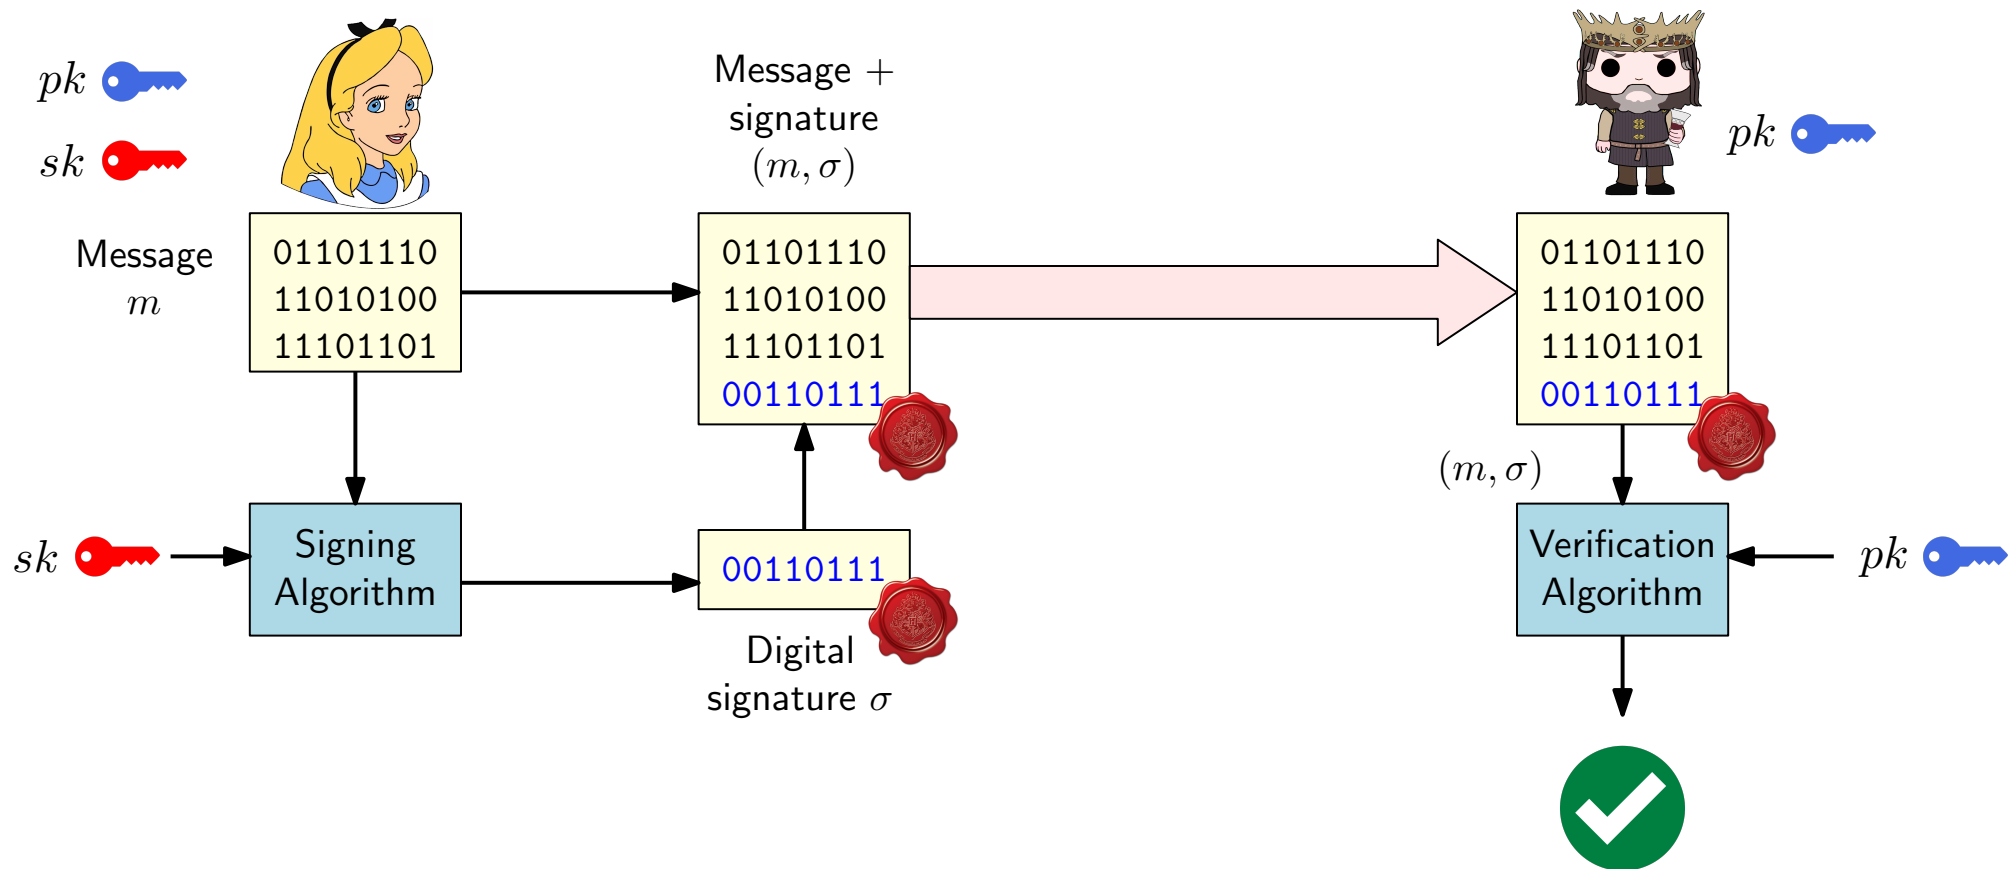 pk
sk
Message +
signature
(m, σ)
pk
Message
m
01101110
11010100
11101101
01101110
11010100
11101101
00110111
01101110
11010100
11101101
00110111
(m, σ)
sk
Signing
Algorithm
00110111
Digital
signature σ
Verification
Algorithm
pk